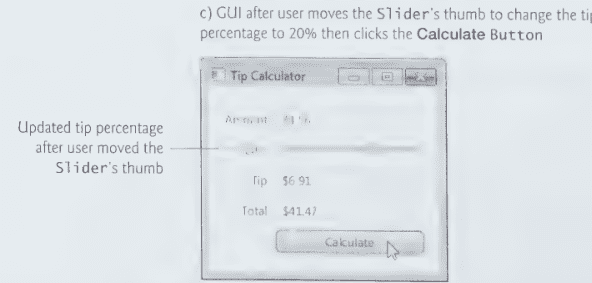 c) GUI after user moves the Slider's thumb to change the tip
percentage to 20% then clicks the Calculate Button
Tip Calculator
Amount
Updated tip percentage
after user moved the
Slider's thumb
Tip $6 91
Total $41.47
Calculate